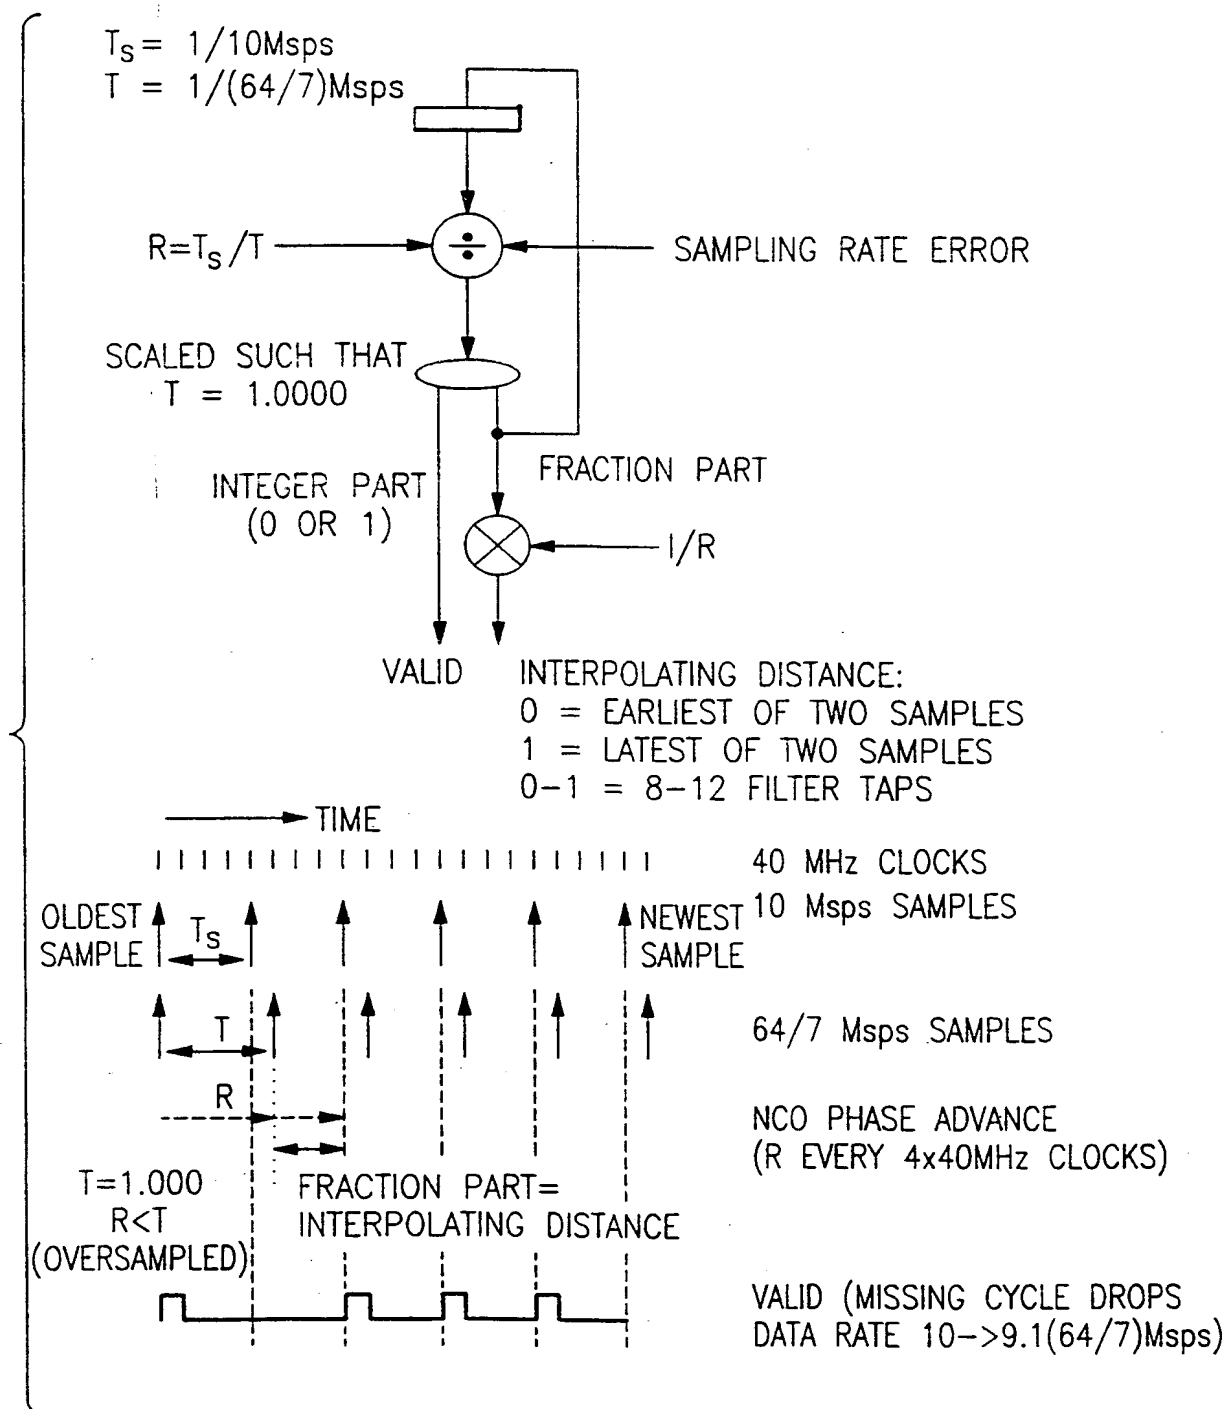 T_S = 1/10Msps
T = 1/(64/7)Msps
÷
R=T_S/T
SAMPLING RATE ERROR
SCALED SUCH THAT
T = 1.0000
INTEGER PART
(0 OR 1)
FRACTION PART
I/R
VALID
INTERPOLATING DISTANCE:
0 = EARLIEST OF TWO SAMPLES
1 = LATEST OF TWO SAMPLES
0-1 = 8-12 FILTER TAPS
TIME
40 MHz CLOCKS
OLDEST
SAMPLE
T_S
NEWEST
SAMPLE
10 Msps SAMPLES
T
64/7 Msps SAMPLES
R
NCO PHASE ADVANCE
(R EVERY 4x40MHz CLOCKS)
T=1.000
R<T
(OVERSAMPLED)
FRACTION PART=
INTERPOLATING DISTANCE
VALID (MISSING CYCLE DROPS
DATA RATE 10->9.1(64/7)Msps)